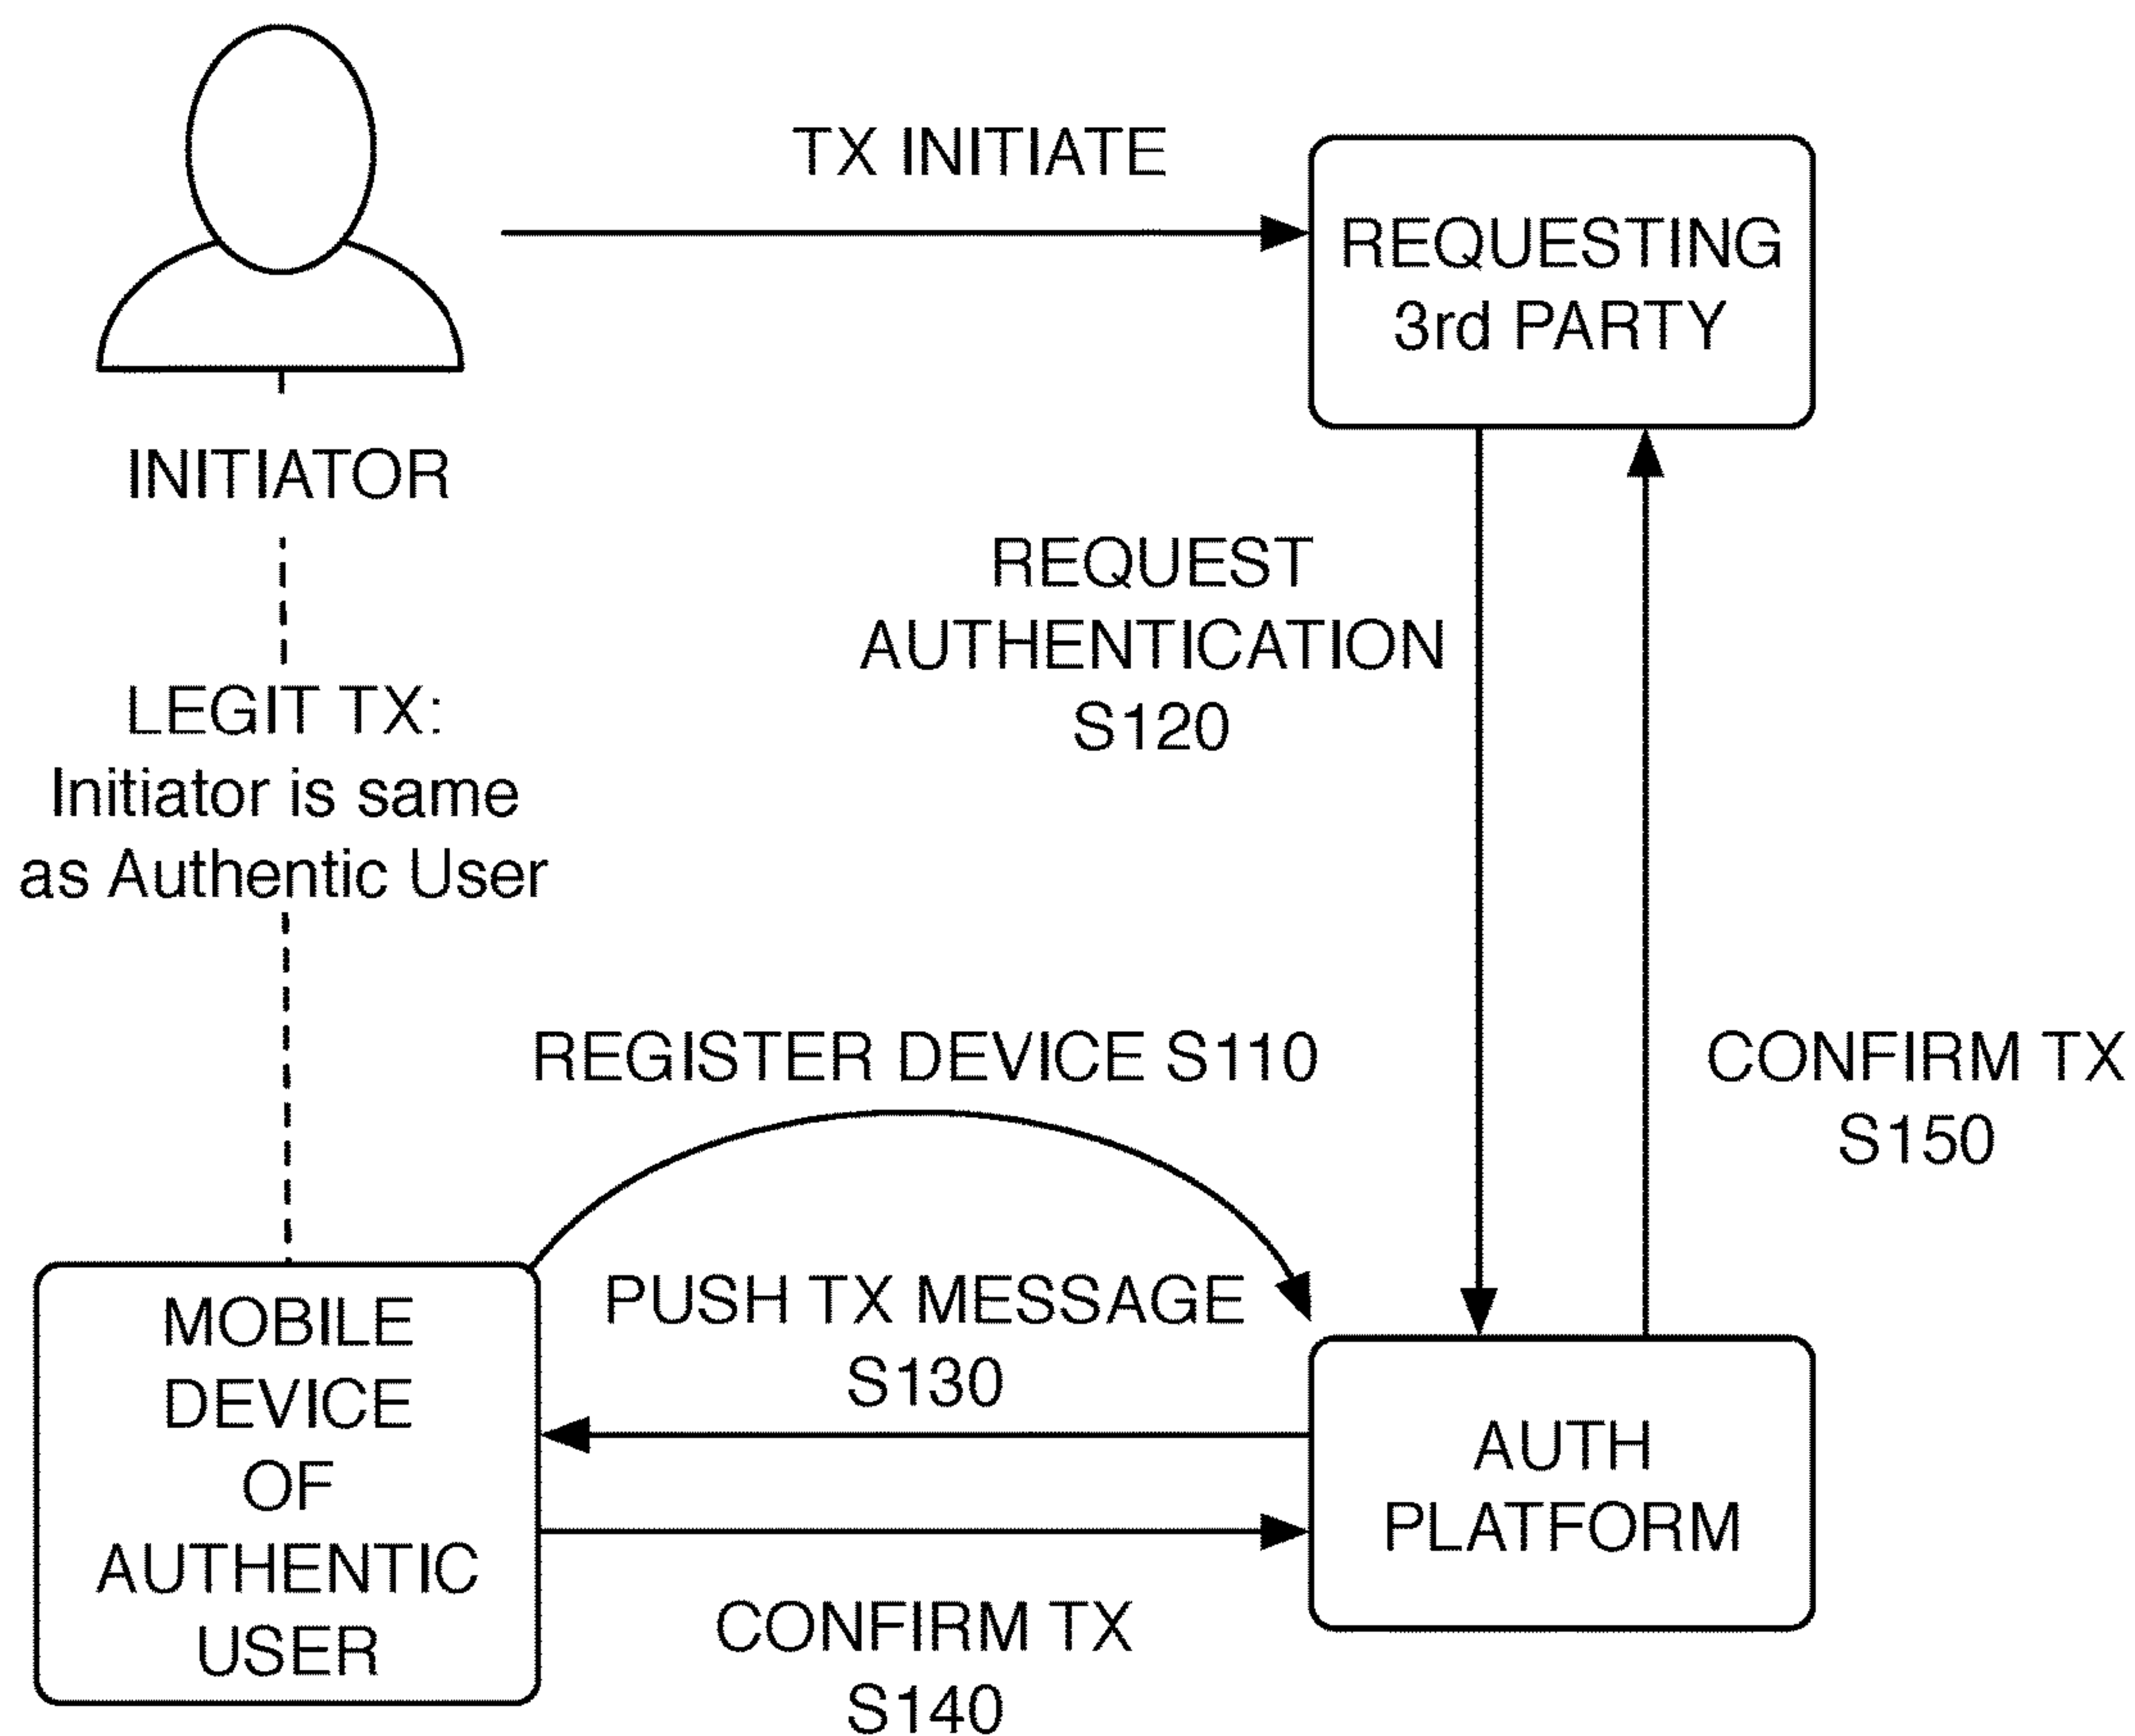 TX INITIATE
REQUESTING
3rd PARTY
INITIATOR
REQUEST
AUTHENTICATION
S120
LEGIT TX:
Initiator is same
as Authentic User
REGISTER DEVICE S110
CONFIRM TX
S150
PUSH TX MESSAGE
S130
MOBILE
DEVICE
OF
AUTHENTIC
USER
AUTH
PLATFORM
CONFIRM TX
S140